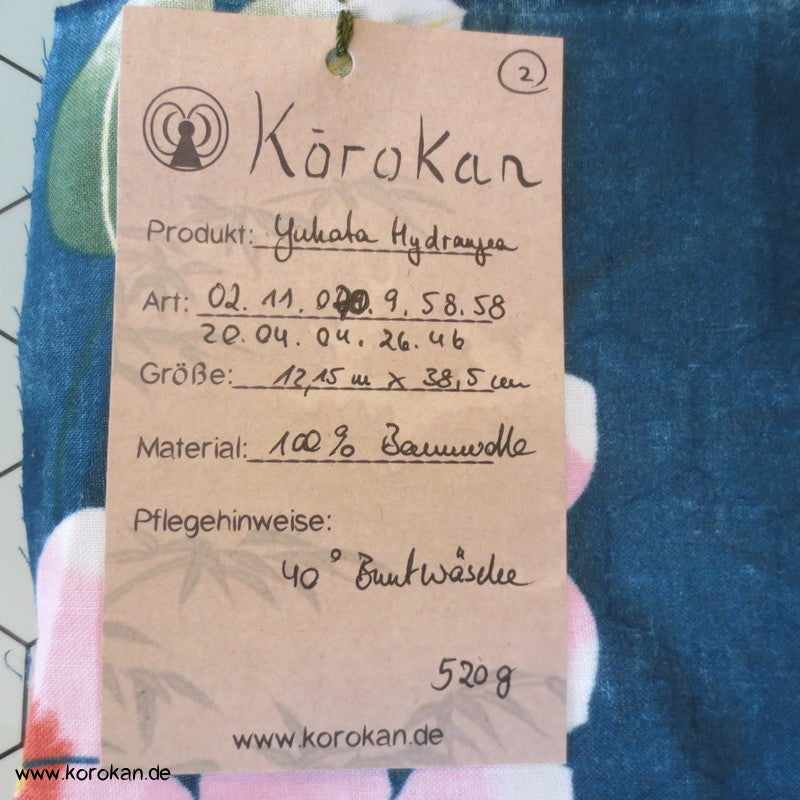 2
Kōrokan
Produkt: Yukata Hydrangea
Art: 02. 11. 0 . 9. 58. 58
20. 04. 04. 26. 46
Größe: 12,15 m x 38,5 cm
Material: 100% Baumwolle
Pflegehinweise:
40° Buntwäsche
520g
www.korokan.de
www.korokan.de